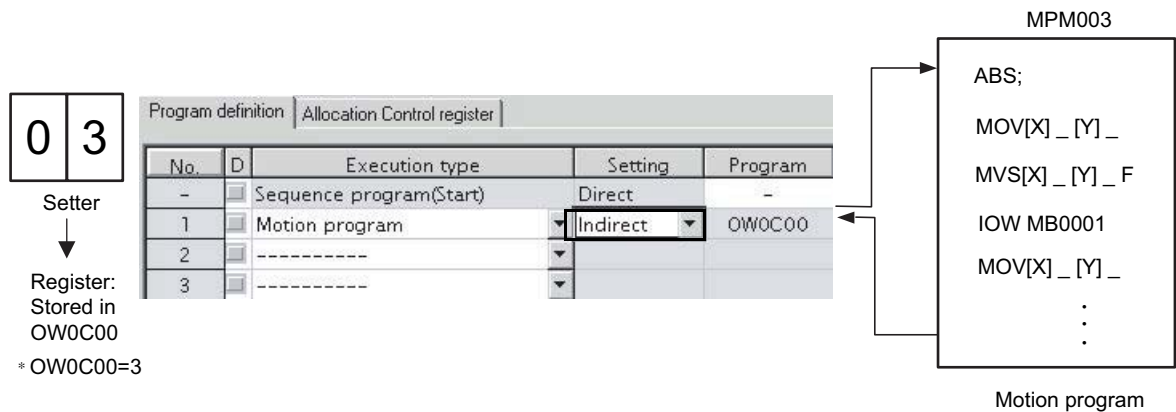 MPM003
0 3
Setter
Register:
Stored in
OW0C00
* OW0C00=3
Program definition Allocation Control register
No. D Execution type Setting Program
- Sequence program(Start) Direct -
1 Motion program Indirect OW0C00
2 ----------
3 ----------
ABS;
MOV[X] _ [Y] _
MVS[X] _ [Y] _ F
IOW MB0001
MOV[X] _ [Y] _
.
.
.
Motion program